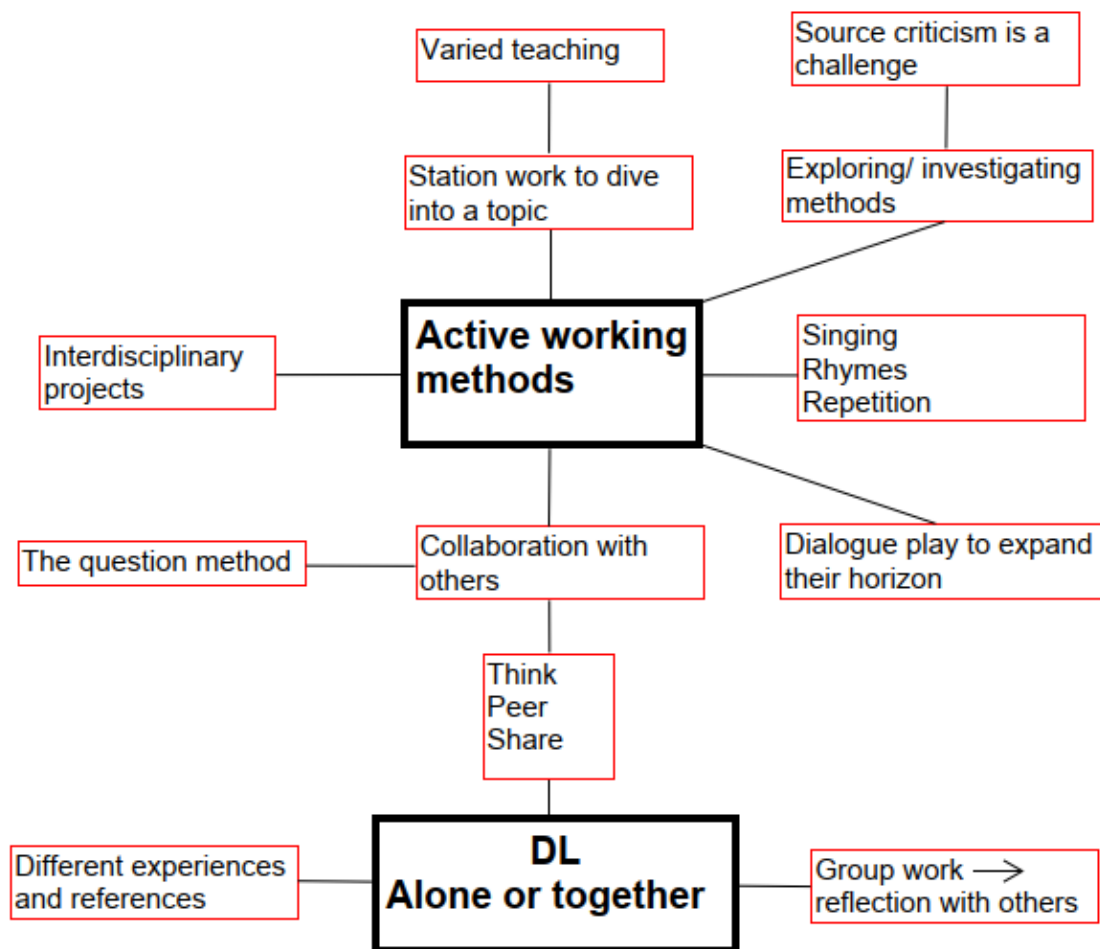 Varied teaching
Source criticism is a
challenge
Station work to dive
into a topic
Exploring/ investigating
methods
Active working
methods
Interdisciplinary
projects
Singing
Rhymes
Repetition
The question method
Collaboration with
others
Dialogue play to expand
their horizon
Think
Peer
Share
DL
Alone or together
Different experiences
and references
Group work →
reflection with others